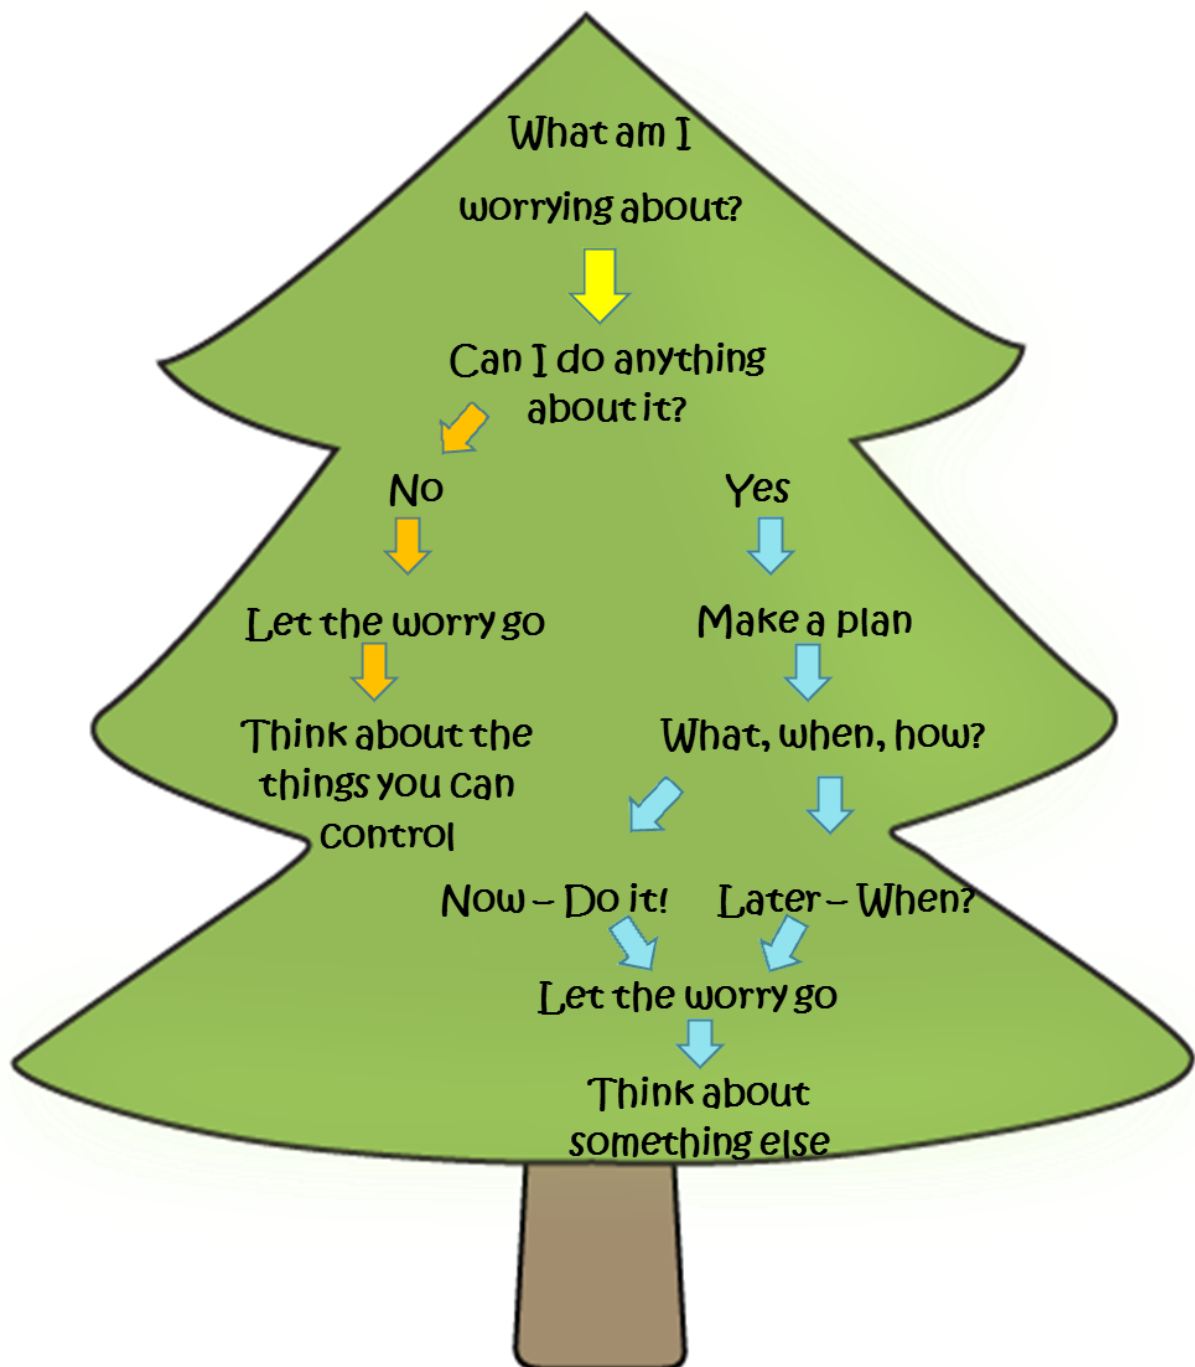 What am I
worrying about?
Can I do anything
about it?
No
Yes
Let the worry go
Make a plan
Think about the
things you can
control
What, when, how?
Now – Do it!
Later – When?
Let the worry go
Think about
something else